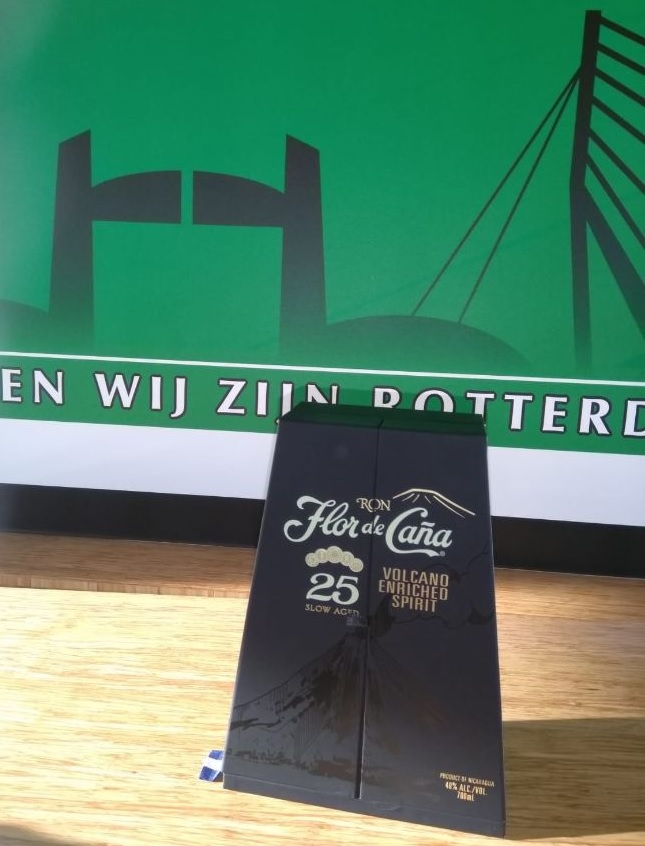 EN WIJ ZIJN ROTTERD
RON
Flor de Caña
25
SLOW AGED
VOLCANO
ENRICHED
SPIRIT
PRODUCT OF NICARAGUA
40% ALC./VOL.
700mL